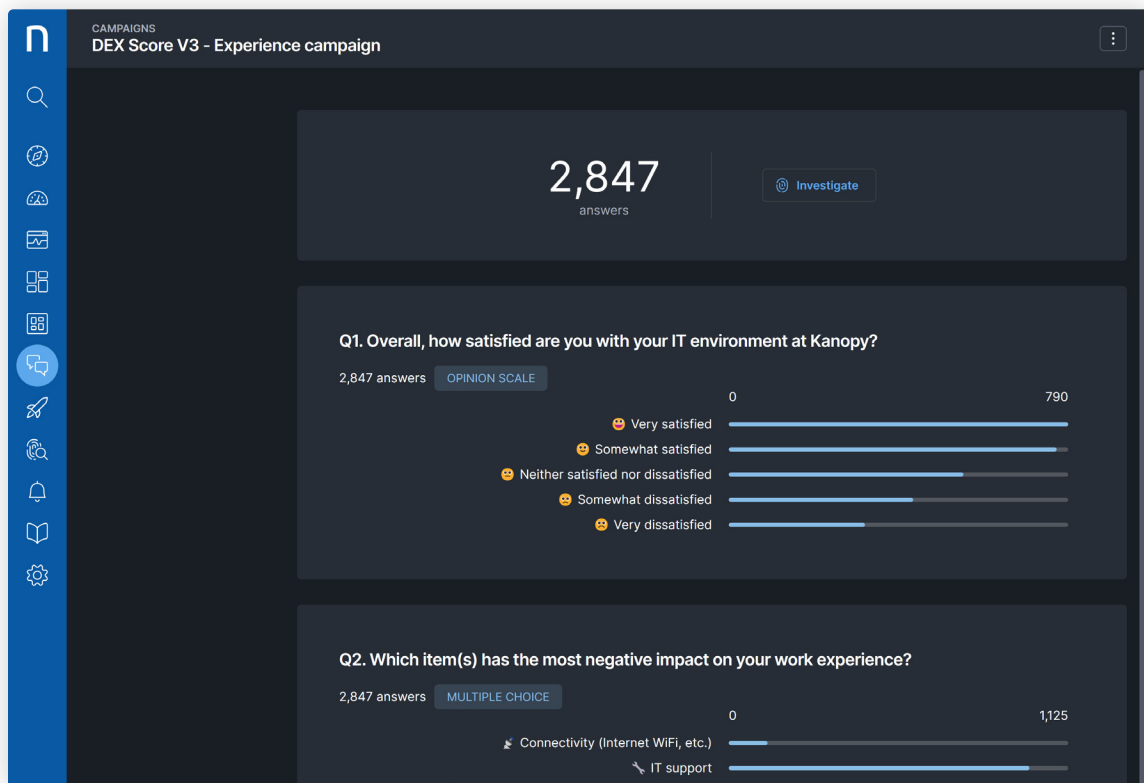 n
CAMPAIGNS
DEX Score V3 - Experience campaign
2,847
answers
Investigate
Q1. Overall, how satisfied are you with your IT environment at Kanopy?
2,847 answers OPINION SCALE
0 790
Very satisfied
Somewhat satisfied
Neither satisfied nor dissatisfied
Somewhat dissatisfied
Very dissatisfied
Q2. Which item(s) has the most negative impact on your work experience?
2,847 answers MULTIPLE CHOICE
0 1,125
Connectivity (Internet WiFi, etc.)
IT support